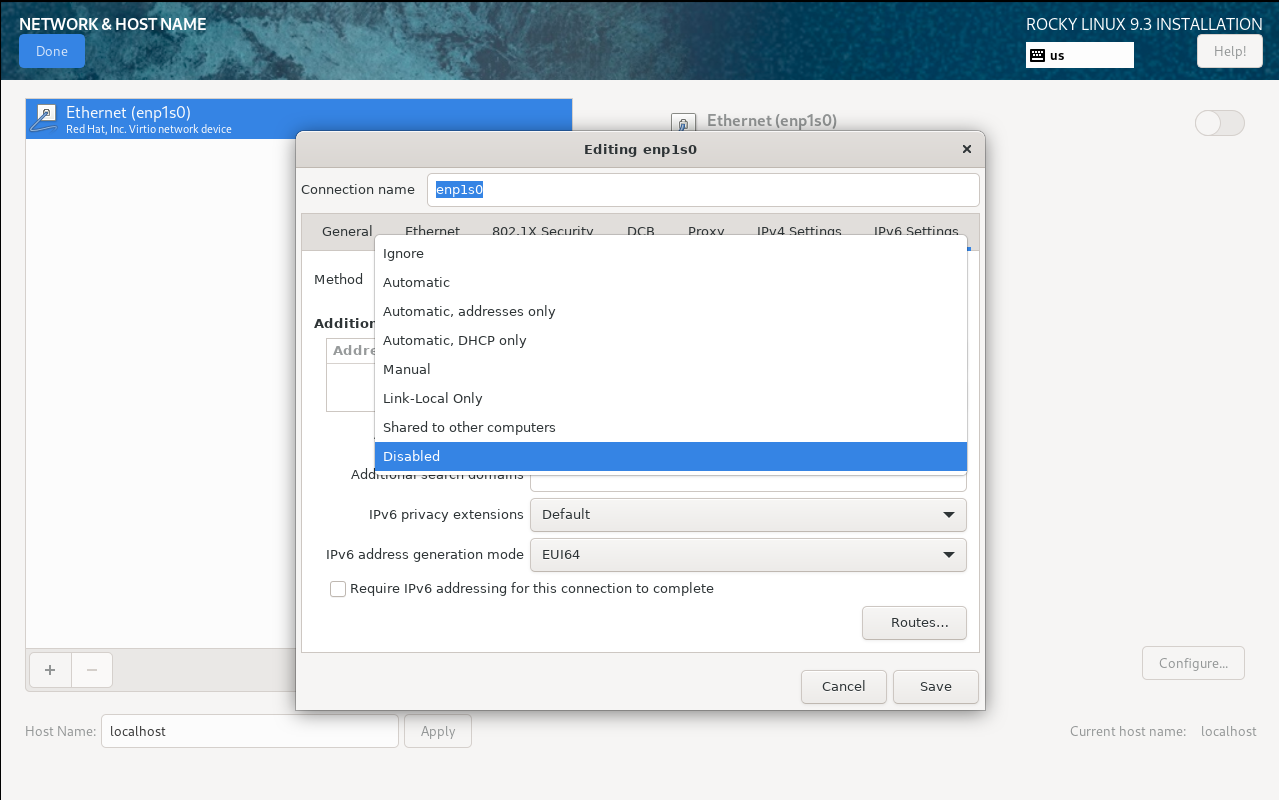 NETWORK & HOST NAME
ROCKY LINUX 9.3 INSTALLATION
Done
us
Help!
Ethernet (enp1s0)
Red Hat, Inc. Virtio network device
Ethernet (enp1s0)
Editing enp1s0
Connection name enp1s0
General Ethernet 802.1X Security DCB Proxy IPv4 Settings IPv6 Settings
Method
Ignore
Automatic
Automatic, addresses only
Automatic, DHCP only
Manual
Link-Local Only
Shared to other computers
Disabled
Addition
Addre
Additional search domains
IPv6 privacy extensions Default
IPv6 address generation mode EUI64
Require IPv6 addressing for this connection to complete
Routes...
Cancel Save
+ −
Configure...
Host Name: localhost Apply
Current host name: localhost